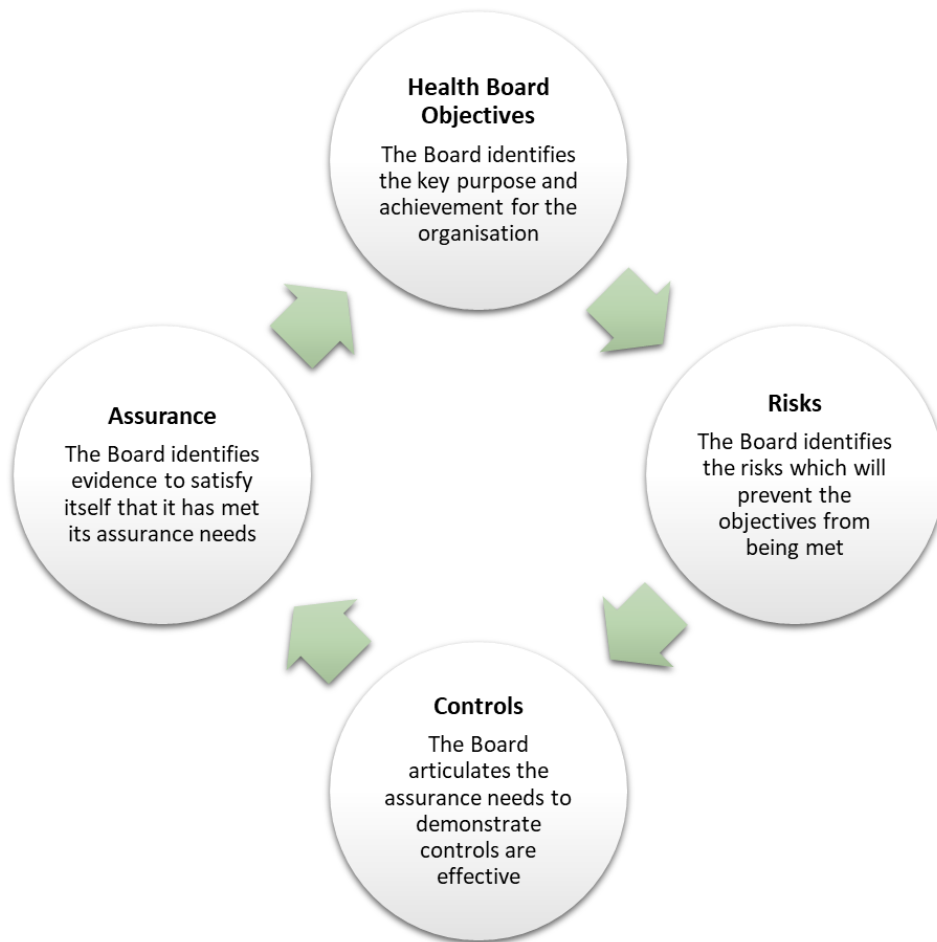 Health Board
Objectives
The Board identifies
the key purpose and
achievement for the
organisation
Assurance
The Board identifies
evidence to satisfy
itself that it has met
its assurance needs
Risks
The Board identifies
the risks which will
prevent the
objectives from
being met
Controls
The Board
articulates the
assurance needs to
demonstrate
controls are
effective